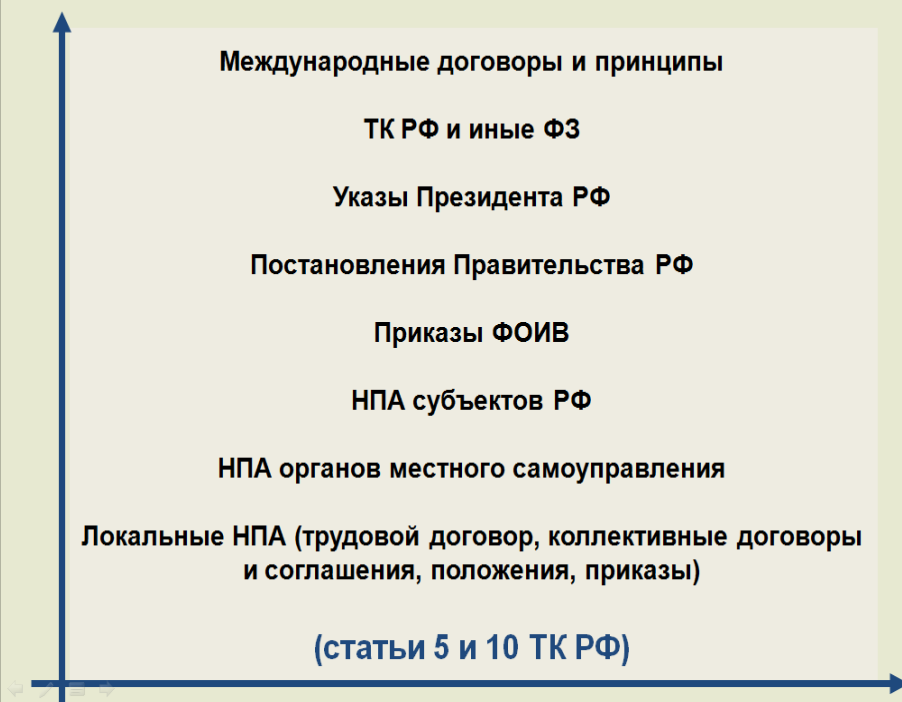 Международные договоры и принципы
ТК РФ и иные ФЗ
Указы Президента РФ
Постановления Правительства РФ
Приказы ФОИВ
НПА субъектов РФ
НПА органов местного самоуправления
Локальные НПА (трудовой договор, коллективные договоры
и соглашения, положения, приказы)
(статьи 5 и 10 ТК РФ)